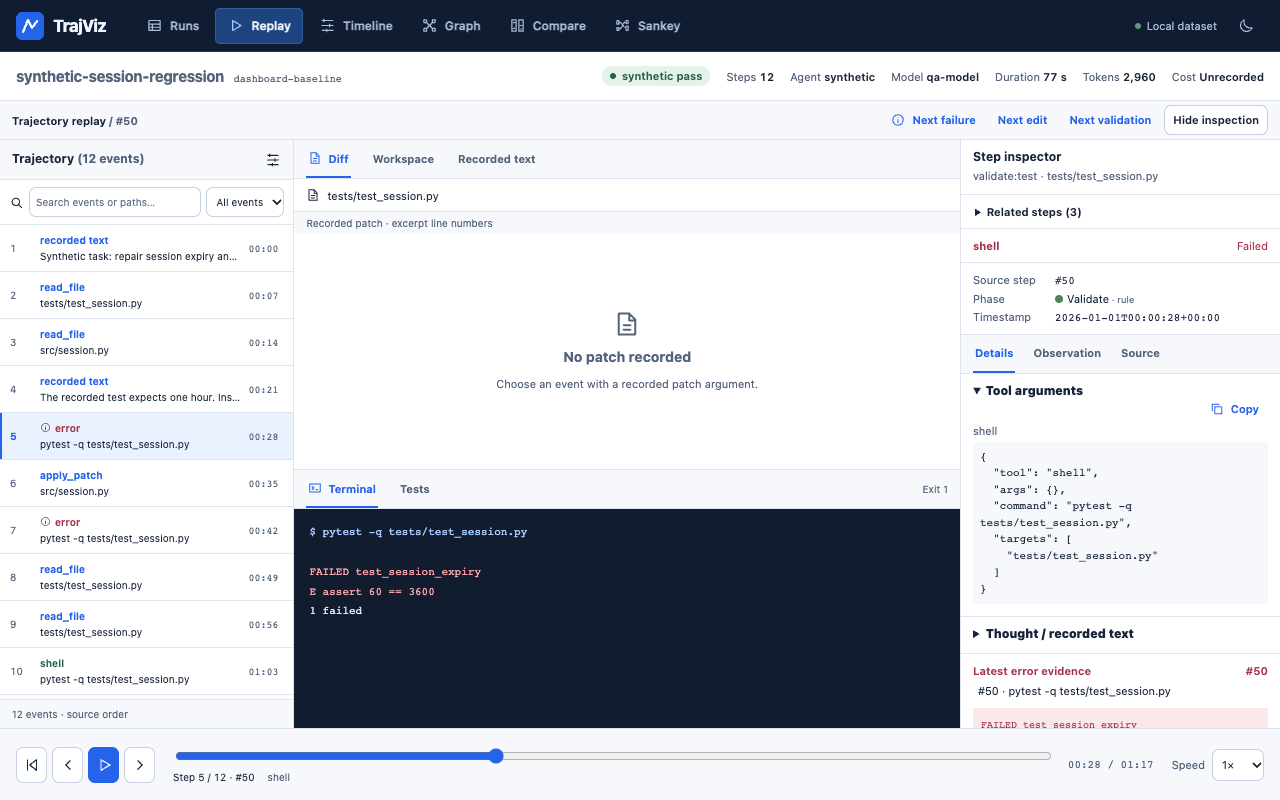 TrajViz
Runs
Replay
Timeline
Graph
Compare
Sankey
Local dataset
synthetic-session-regression
dashboard-baseline
synthetic pass
Steps 12
Agent synthetic
Model qa-model
Duration 77 s
Tokens 2,960
Cost Unrecorded
Trajectory replay / #50
Next failure
Next edit
Next validation
Hide inspection
Trajectory (12 events)
Search events or paths...
All events
1
recorded text
Synthetic task: repair session expiry an...
00:00
2
read_file
tests/test_session.py
00:07
3
read_file
src/session.py
00:14
4
recorded text
The recorded test expects one hour. Ins...
00:21
5
error
pytest -q tests/test_session.py
00:28
6
apply_patch
src/session.py
00:35
7
error
pytest -q tests/test_session.py
00:42
8
read_file
tests/test_session.py
00:49
9
read_file
tests/test_session.py
00:56
10
shell
pytest -q tests/test_session.py
01:03
12 events · source order
Diff
Workspace
Recorded text
tests/test_session.py
Recorded patch · excerpt line numbers
No patch recorded
Choose an event with a recorded patch argument.
Terminal
Tests
Exit 1
$ pytest -q tests/test_session.py
FAILED test_session_expiry
E assert 60 == 3600
1 failed
Step inspector
validate:test · tests/test_session.py
Related steps (3)
shell
Failed
Source step #50
Phase Validate · rule
Timestamp 2026-01-01T00:00:28+00:00
Details
Observation
Source
Tool arguments
Copy
shell
{
"tool": "shell",
"args": {},
"command": "pytest -q
tests/test_session.py",
"targets": [
"tests/test_session.py"
]
}
Thought / recorded text
Latest error evidence
#50
#50 · pytest -q tests/test_session.py
FAILED test_session_expiry
Step 5 / 12 · #50 shell
00:28 / 01:17
Speed
1×